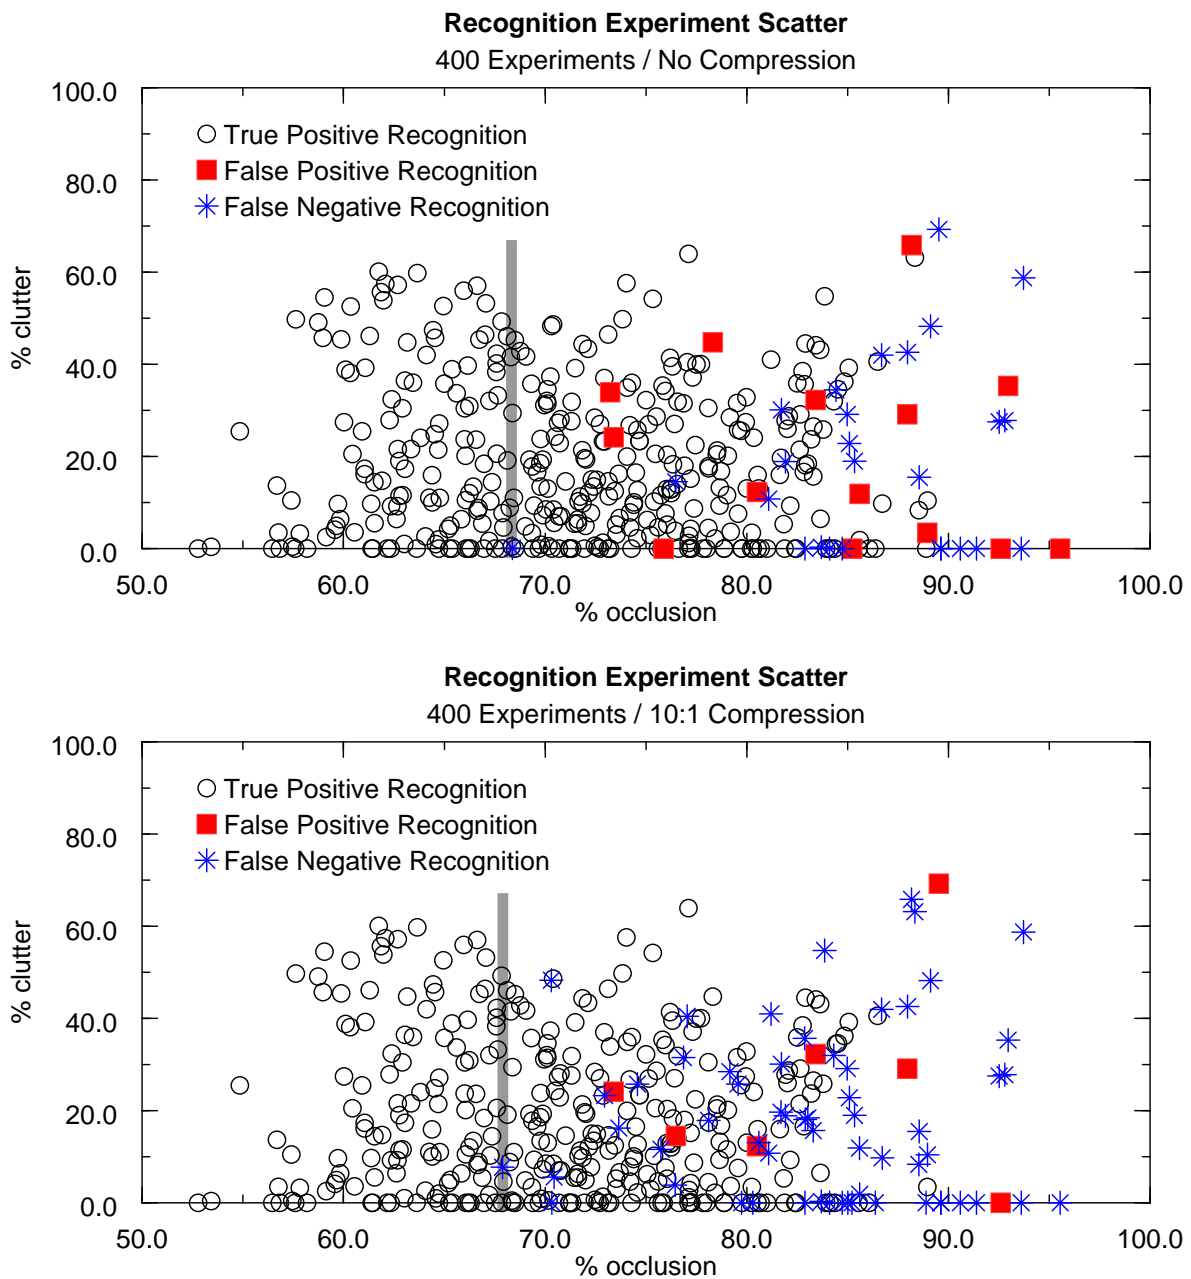 Recognition Experiment Scatter
400 Experiments / No Compression
100.0
80.0
60.0
40.0
20.0
0.0
% clutter
True Positive Recognition
False Positive Recognition
False Negative Recognition
50.0 60.0 70.0 80.0 90.0 100.0
% occlusion
Recognition Experiment Scatter
400 Experiments / 10:1 Compression
100.0
80.0
60.0
40.0
20.0
0.0
% clutter
True Positive Recognition
False Positive Recognition
False Negative Recognition
50.0 60.0 70.0 80.0 90.0 100.0
% occlusion